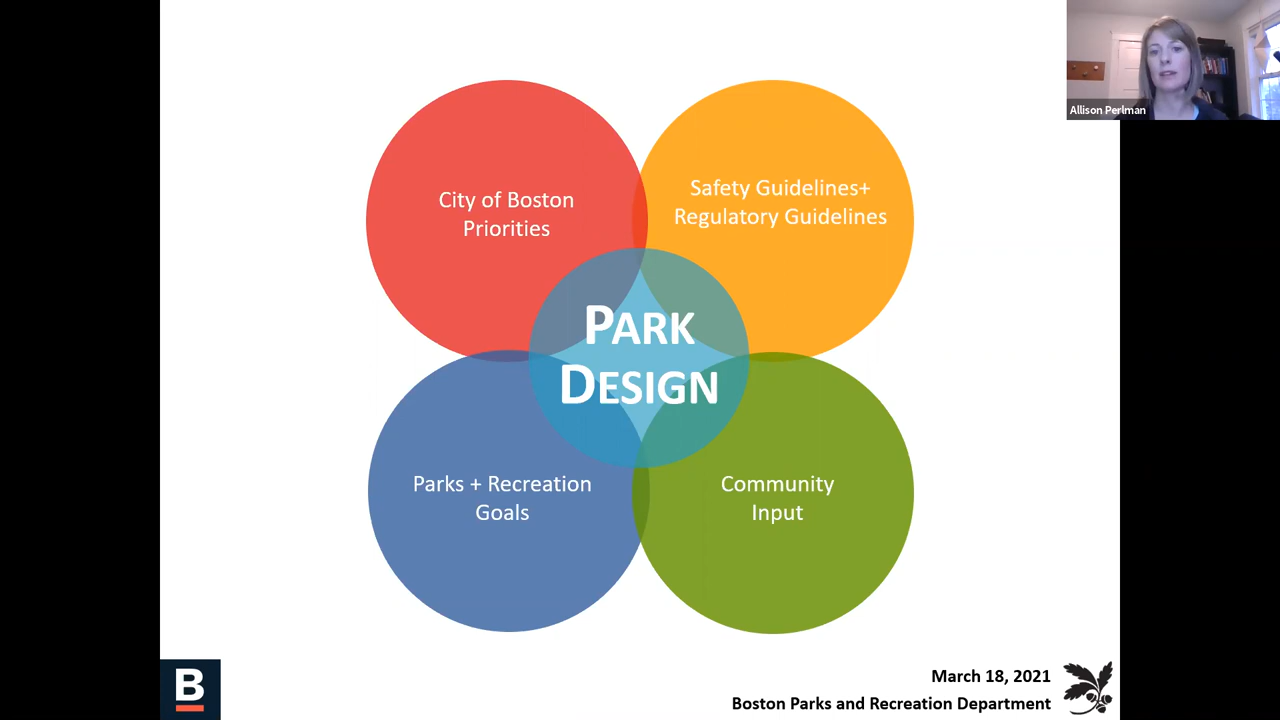 Allison Perlman
City of Boston
Priorities
Safety Guidelines+
Regulatory Guidelines
PARK
DESIGN
Parks + Recreation
Goals
Community
Input
B
March 18, 2021
Boston Parks and Recreation Department